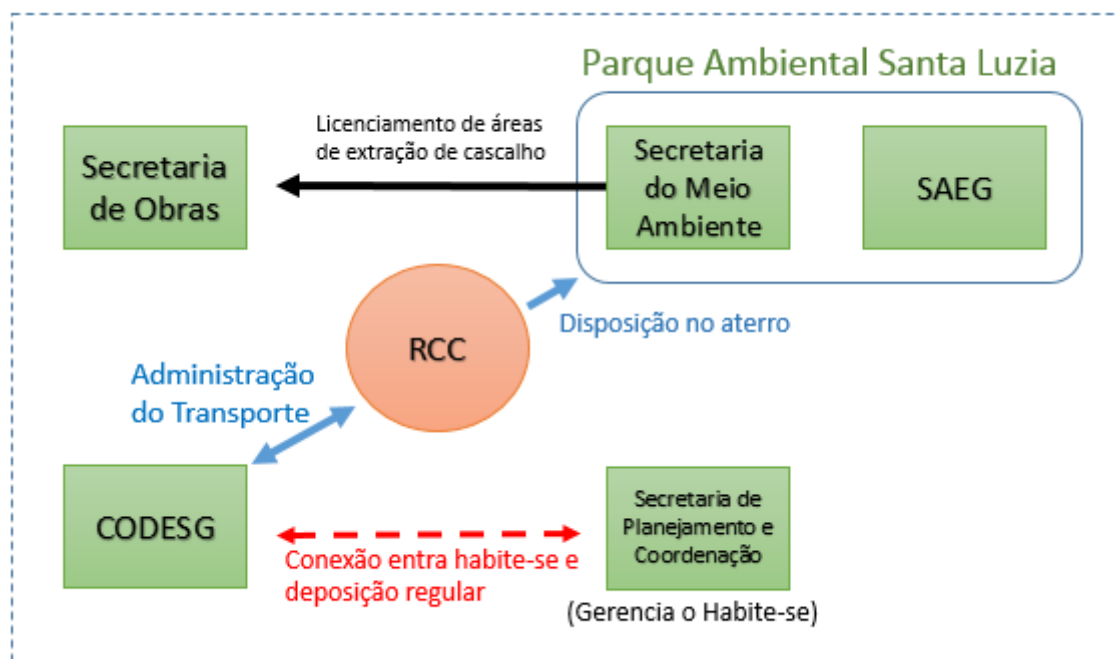 Parque Ambiental Santa Luzia
Licenciamento de áreas
de extração de cascalho
Secretaria
de Obras
Secretaria
do Meio
Ambiente
SAEG
RCC
Disposição no aterro
Administração
do Transporte
CODESG
Conexão entra habite-se e
deposição regular
Secretaria de
Planejamento e
Coordenação
(Gerencia o Habite-se)